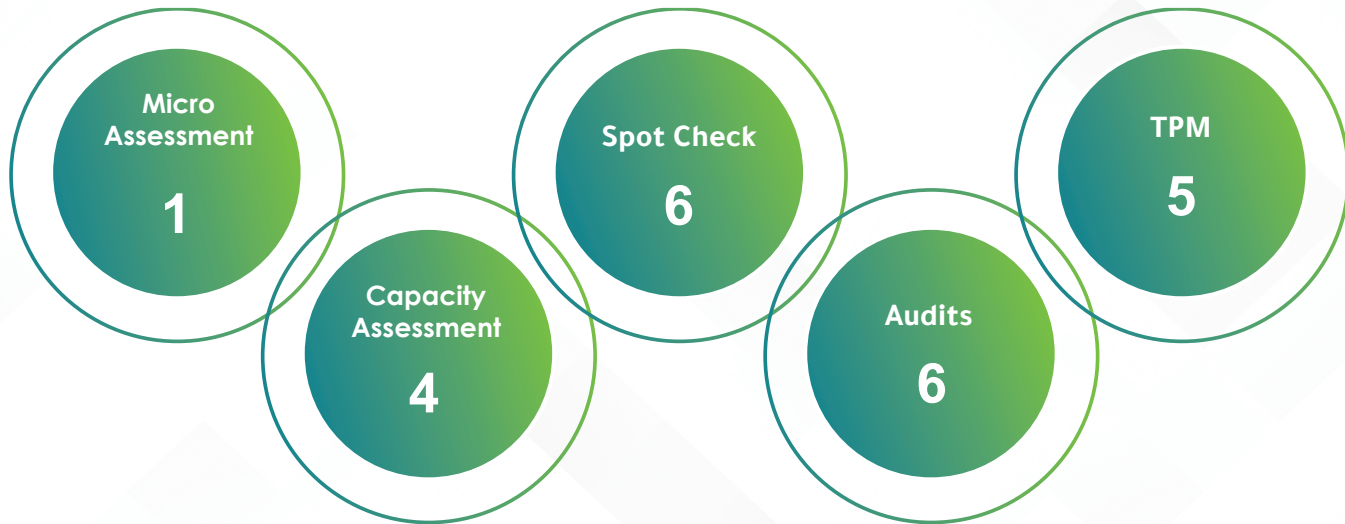 Micro
Assessment
1
Capacity
Assessment
4
Spot Check
6
Audits
6
TPM
5